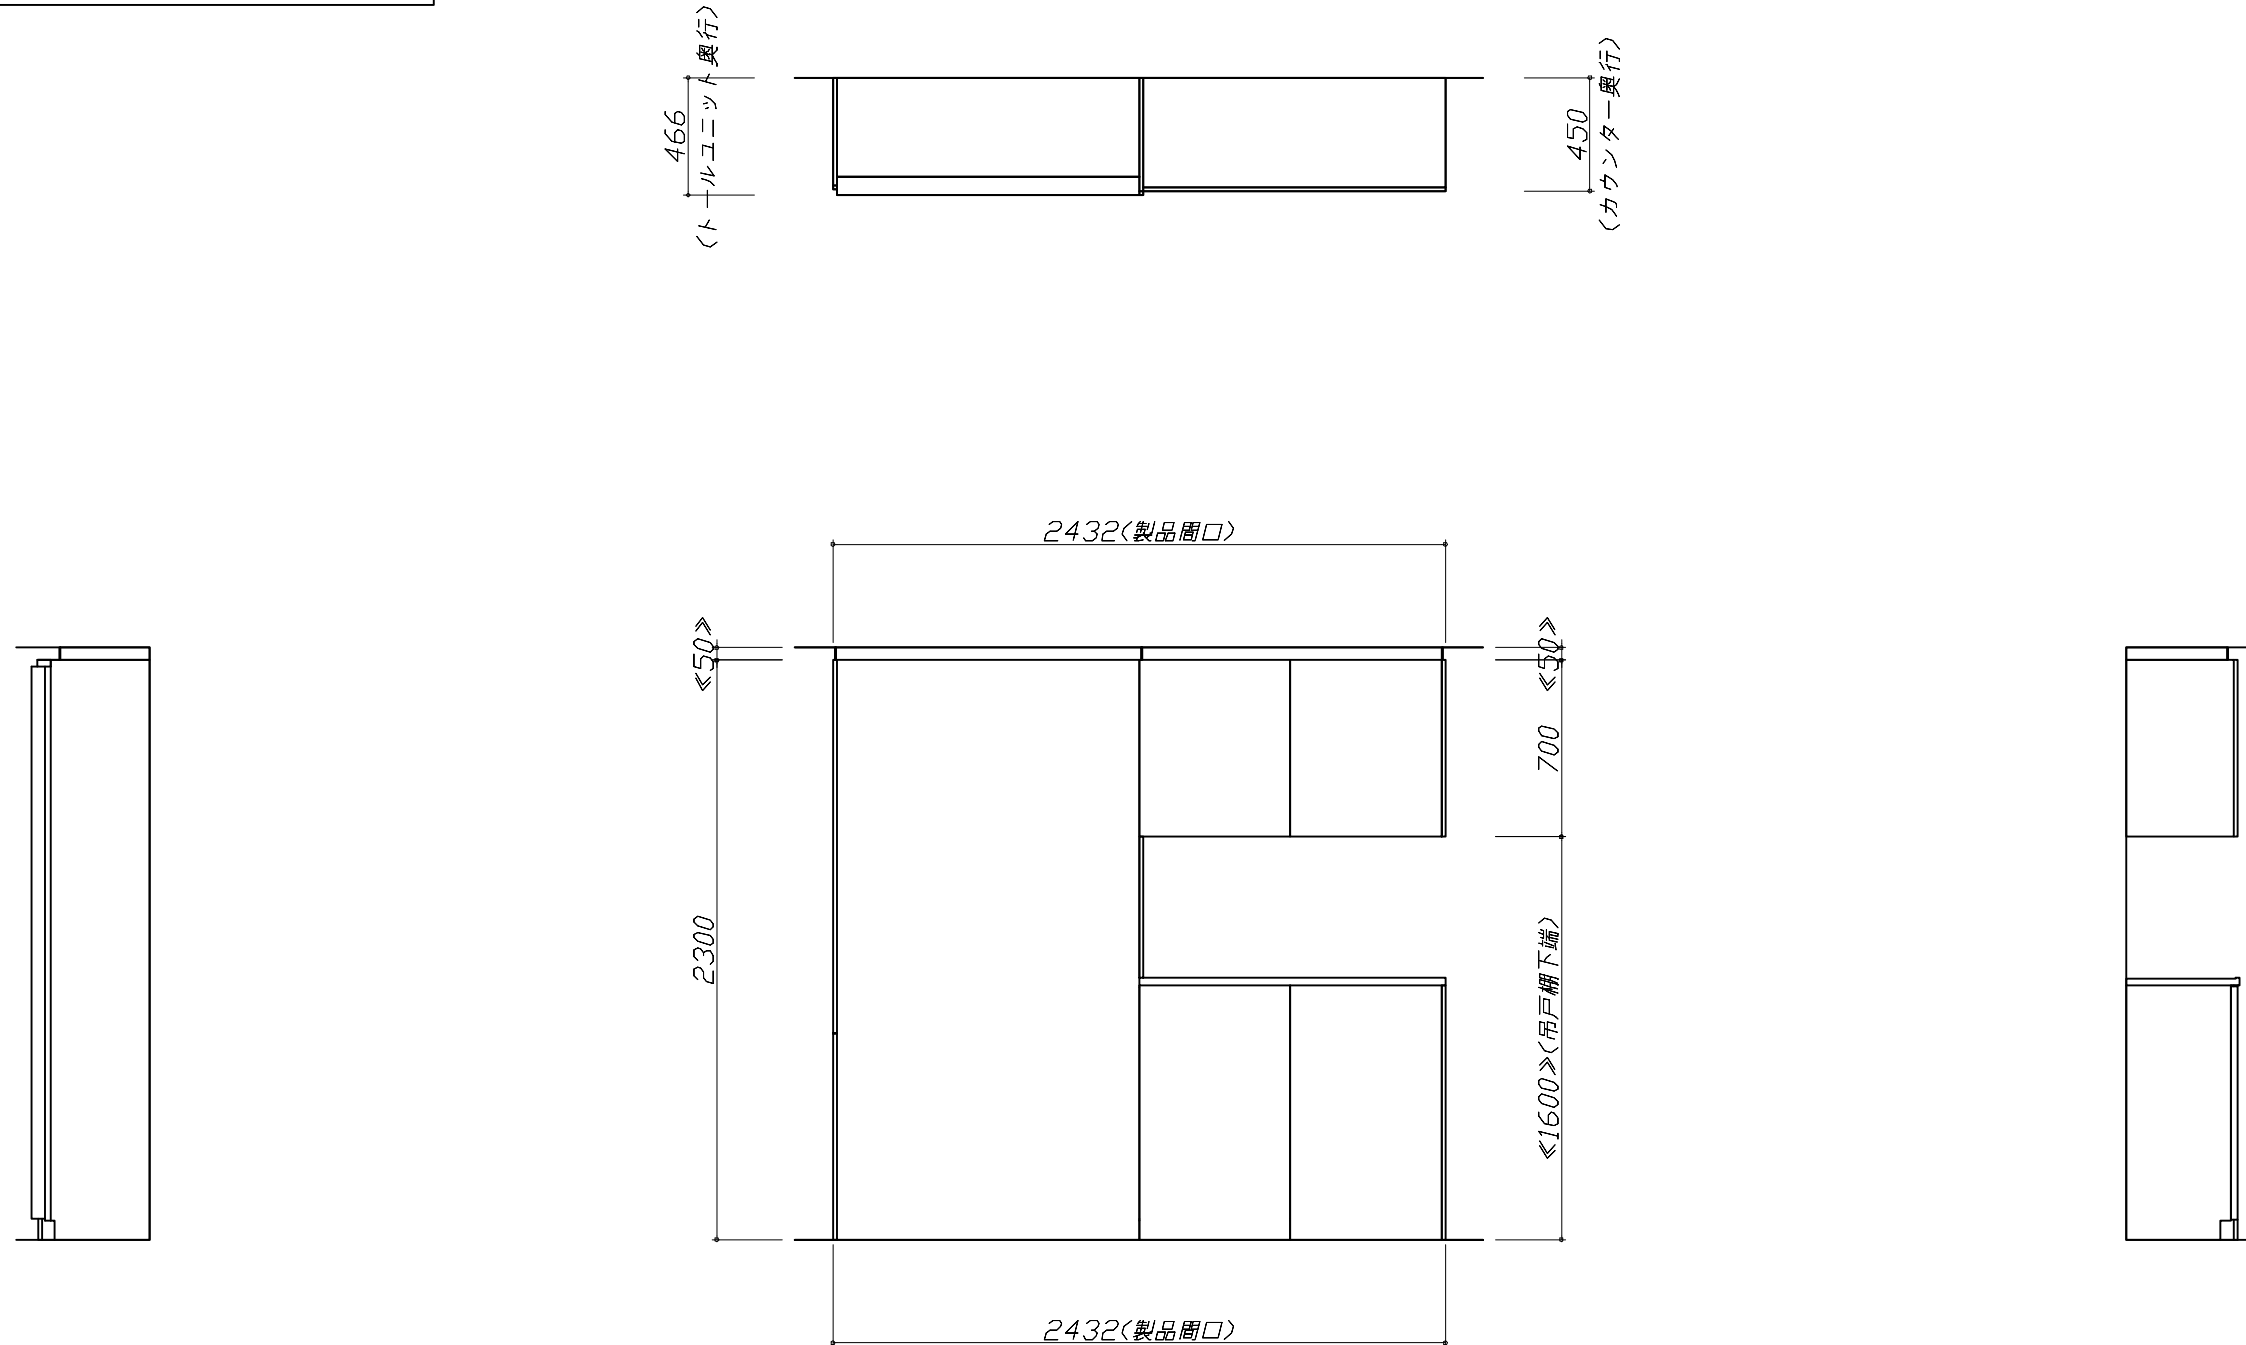 466
(トールユニット奥行)
450
(カウンター奥行)
2432(製品間口)
≪50≫
≪50≫
700
2300
≪1600≫(吊戸棚下端)
2432(製品間口)